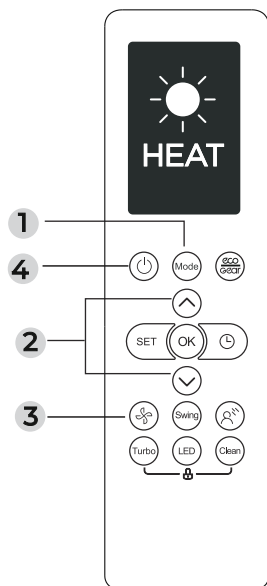 HEAT
1
4
Mode
eco
Gear
2
SET
OK
3
Swing
Turbo
LED
Clean